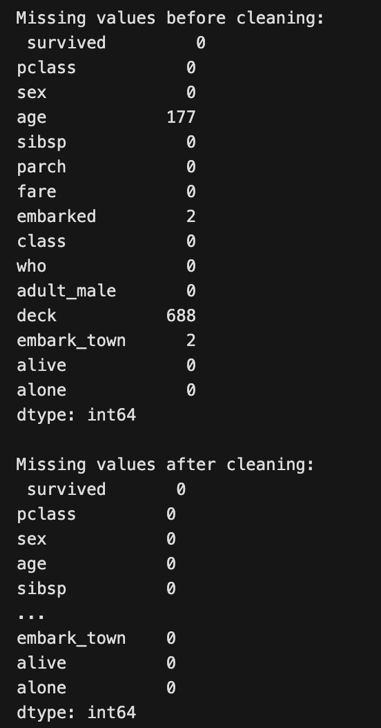 Missing values before cleaning:
 survived         0
pclass           0
sex              0
age            177
sibsp            0
parch            0
fare             0
embarked         2
class            0
who              0
adult_male       0
deck           688
embark_town      2
alive            0
alone            0
dtype: int64

Missing values after cleaning:
 survived       0
pclass         0
sex            0
age            0
sibsp          0
...
embark_town    0
alive          0
alone          0
dtype: int64